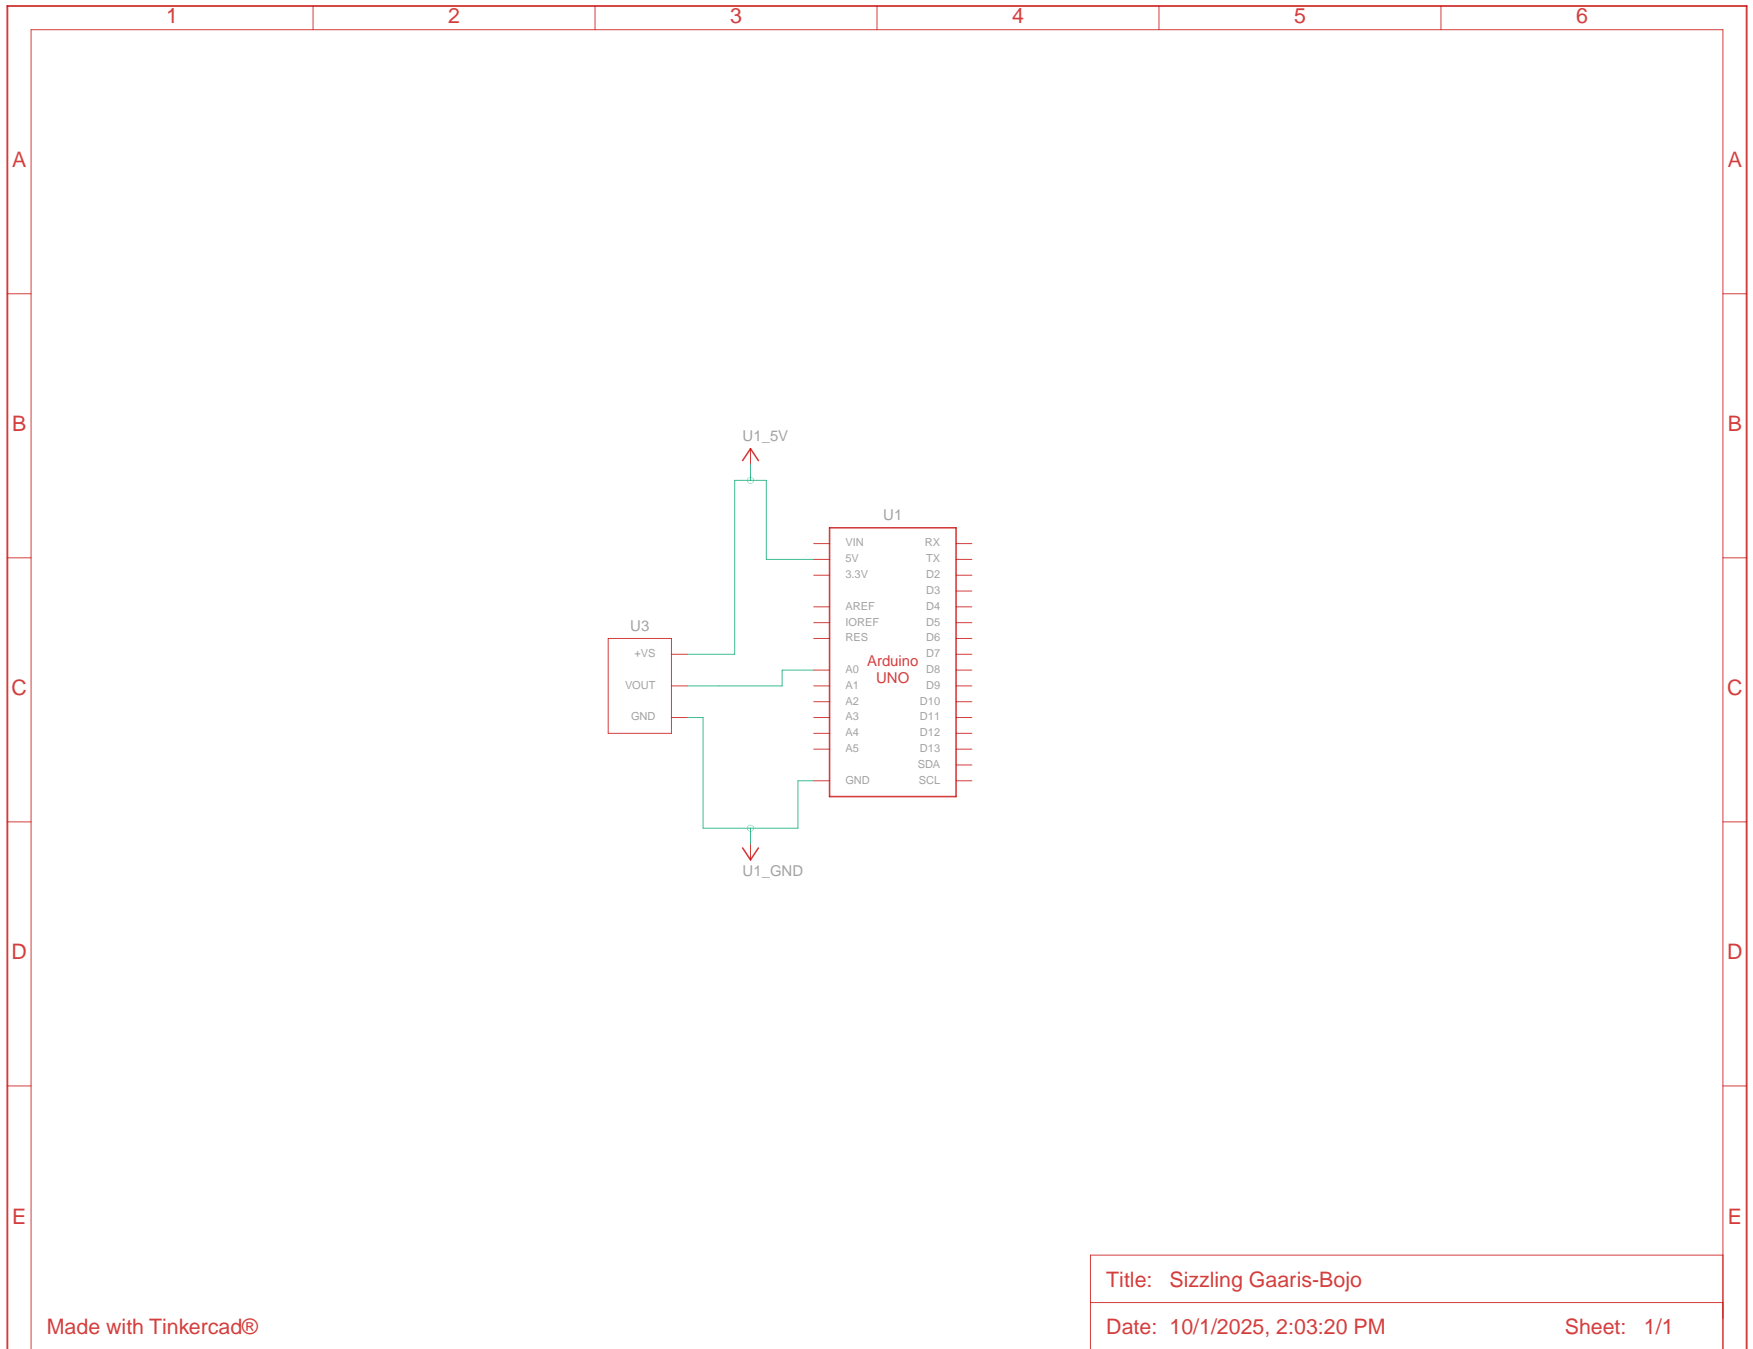 1 2 3 4 5 6
A A
B B
U1_5V
U1
VIN RX
5V TX
3.3V D2
D3
AREF D4
IOREF D5
U3
RES D6
+VS D7
Arduino
A0 D8
UNO
VOUT A1 D9
A2 D10
GND A3 D11
A4 D12
A5 D13
SDA
GND SCL
C C
U1_GND
D D
E E
Title: Sizzling Gaaris-Bojo
Made with Tinkercad®
Date: 10/1/2025, 2:03:20 PM Sheet: 1/1